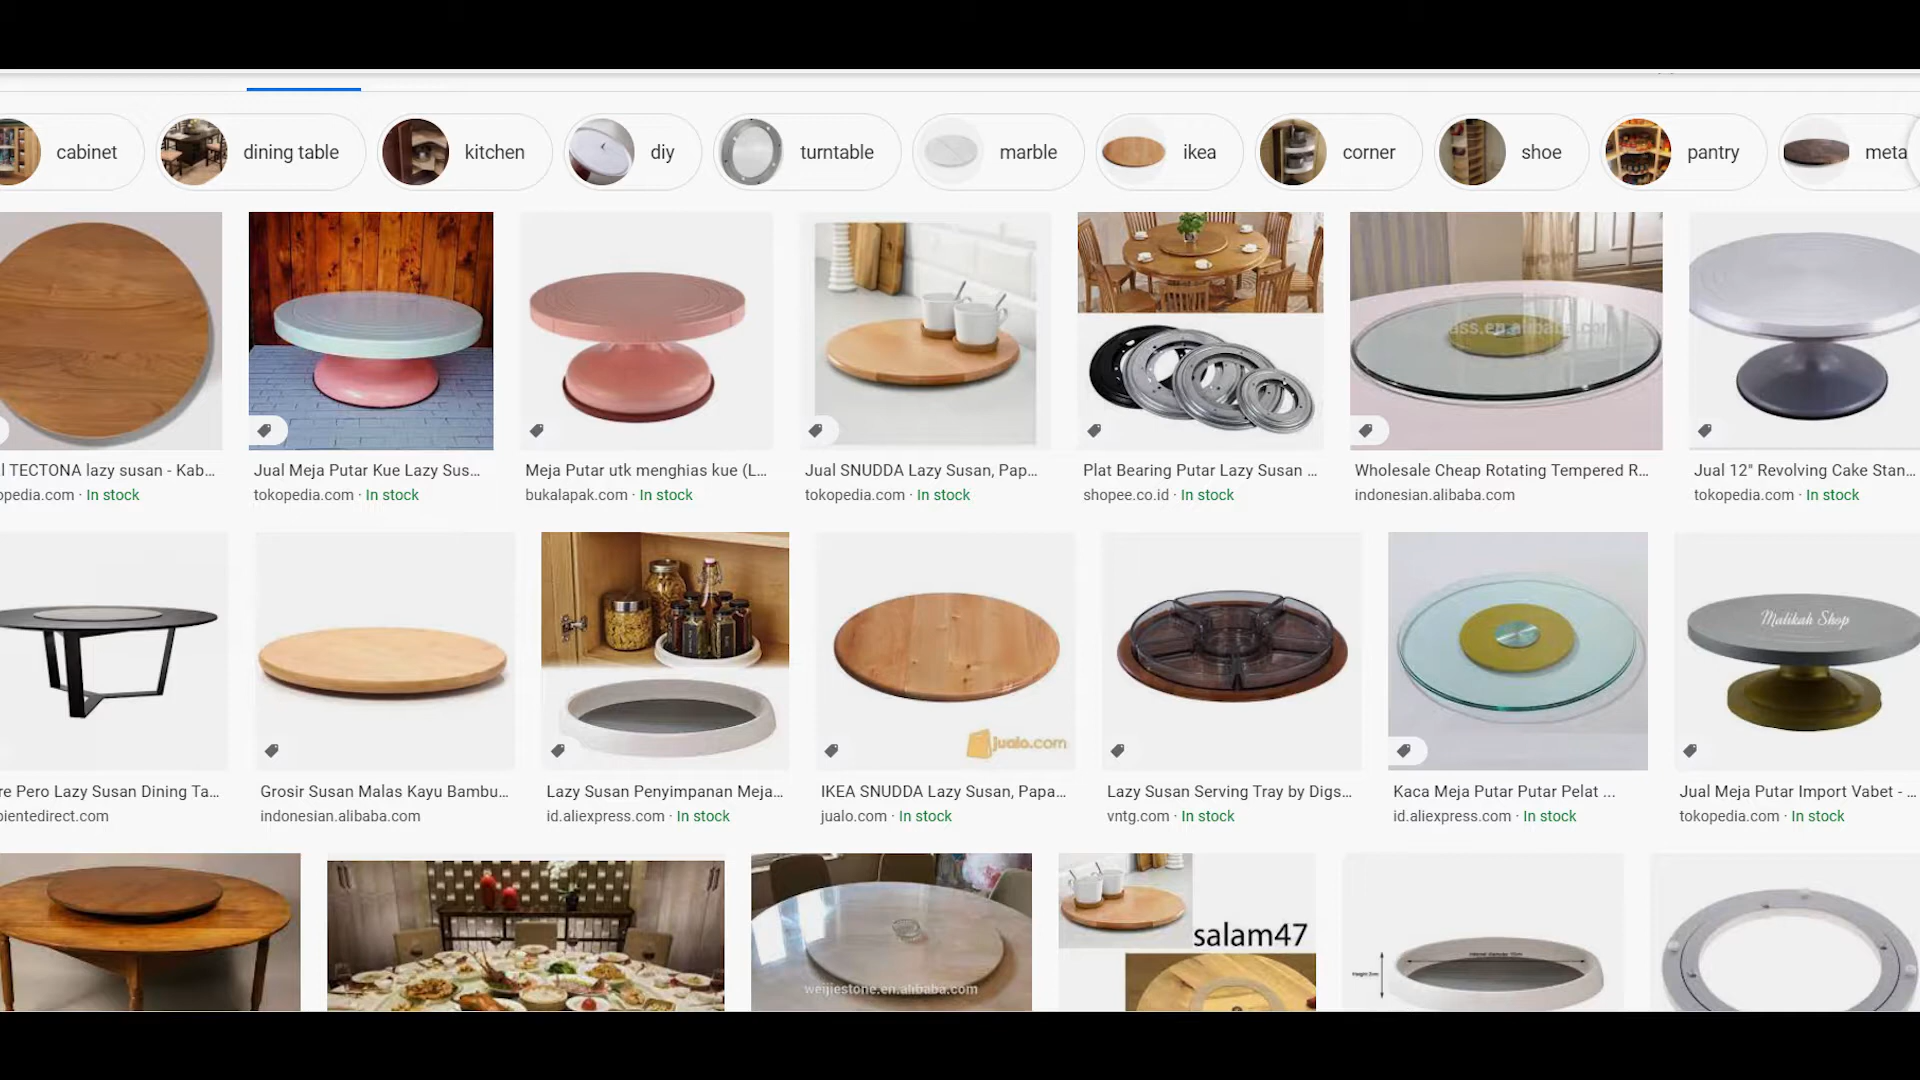 cabinet
dining table
kitchen
diy
turntable
marble
ikea
corner
shoe
pantry
meta
ass.en.alibaba.com
l TECTONA lazy susan - Kab...
opedia.com · In stock
Jual Meja Putar Kue Lazy Sus...
tokopedia.com · In stock
Meja Putar utk menghias kue (L...
bukalapak.com · In stock
Jual SNUDDA Lazy Susan, Pap...
tokopedia.com · In stock
Plat Bearing Putar Lazy Susan ...
shopee.co.id · In stock
Wholesale Cheap Rotating Tempered R...
indonesian.alibaba.com
Jual 12" Revolving Cake Stan...
tokopedia.com · In stock
jualo.com
Malikah Shop
re Pero Lazy Susan Dining Ta...
bientedirect.com
Grosir Susan Malas Kayu Bambu...
indonesian.alibaba.com
Lazy Susan Penyimpanan Meja...
id.aliexpress.com · In stock
IKEA SNUDDA Lazy Susan, Papa...
jualo.com · In stock
Lazy Susan Serving Tray by Digs...
vntg.com · In stock
Kaca Meja Putar Putar Pelat ...
id.aliexpress.com · In stock
Jual Meja Putar Import Vabet - ...
tokopedia.com · In stock
weijiestone.en.alibaba.com
salam47